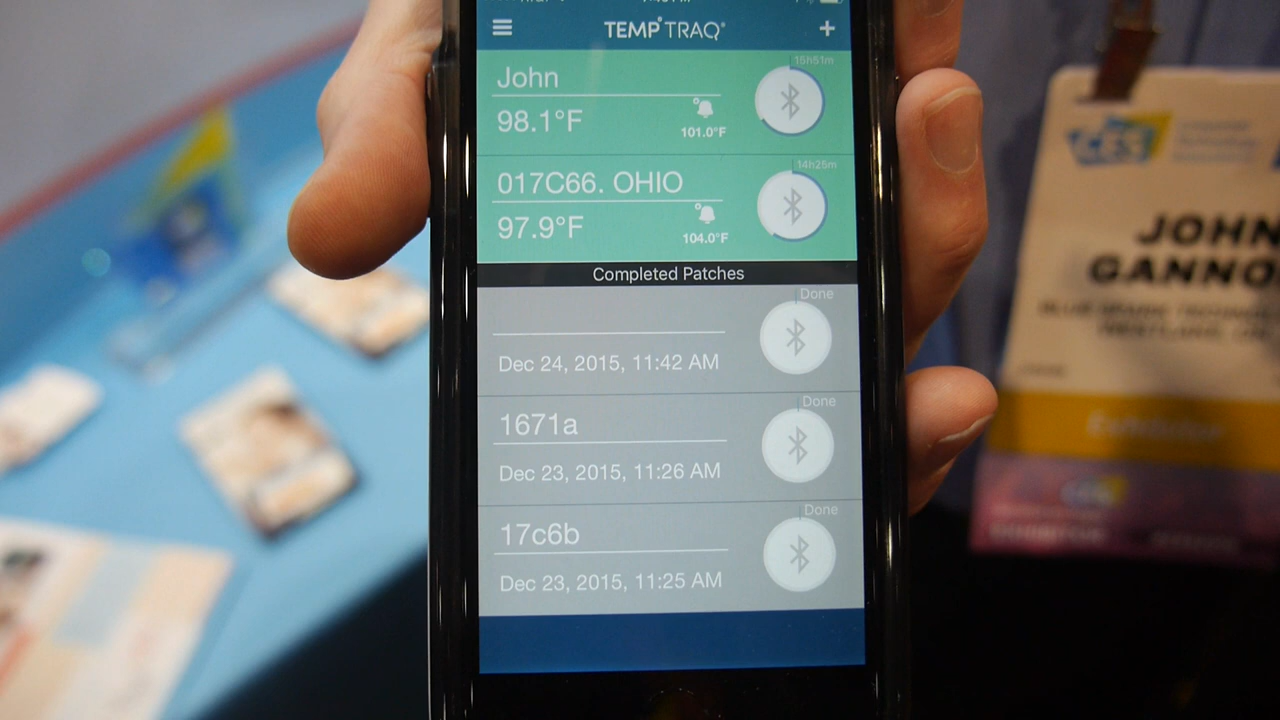 TEMP°TRAQ®
John
15h51m
98.1°F
101.0°F
017C66. OHIO
14h25m
97.9°F
104.0°F
Completed Patches
Done
Dec 24, 2015, 11:42 AM
Done
1671a
Dec 23, 2015, 11:26 AM
Done
17c6b
Dec 23, 2015, 11:25 AM
CES
JOHN
GANNO